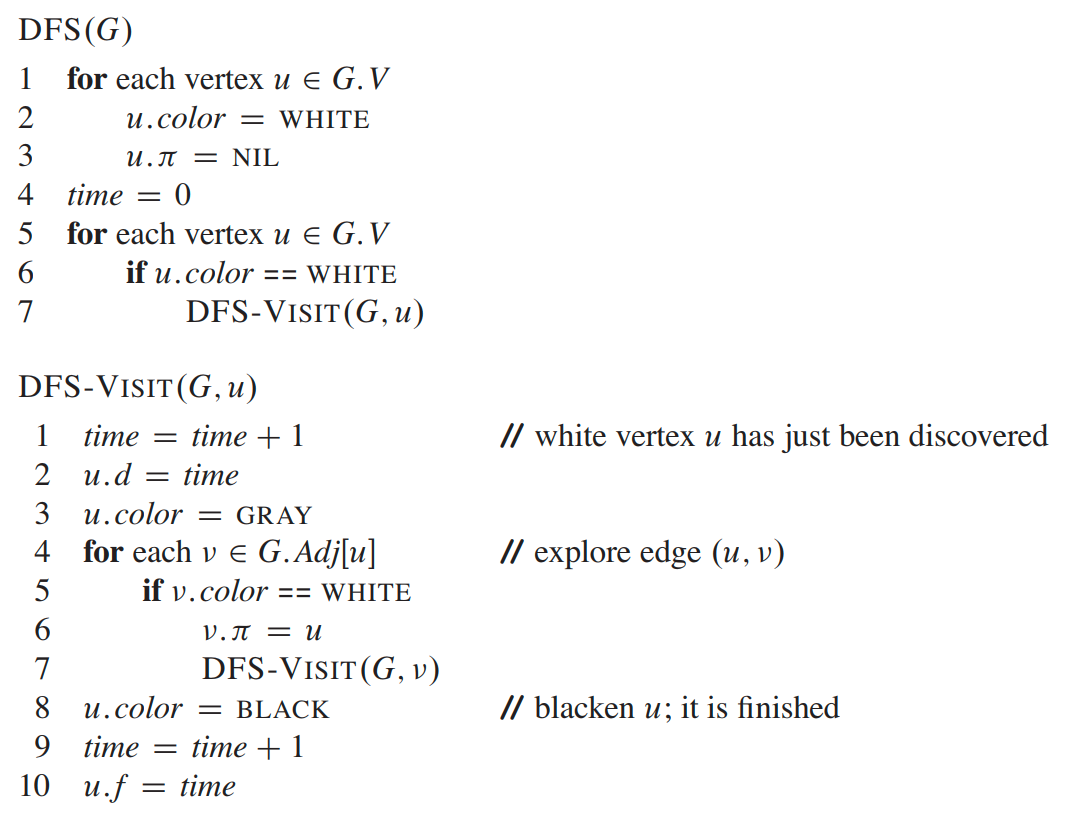 DFS(G)
1 for each vertex u ∈ G.V
2 u.color = WHITE
3 u.π = NIL
4 time = 0
5 for each vertex u ∈ G.V
6 if u.color == WHITE
7 DFS-VISIT(G, u)
DFS-VISIT(G, u)
1 time = time + 1 // white vertex u has just been discovered
2 u.d = time
3 u.color = GRAY
4 for each v ∈ G.Adj[u] // explore edge (u, v)
5 if v.color == WHITE
6 v.π = u
7 DFS-VISIT(G, v)
8 u.color = BLACK // blacken u; it is finished
9 time = time + 1
10 u.f = time